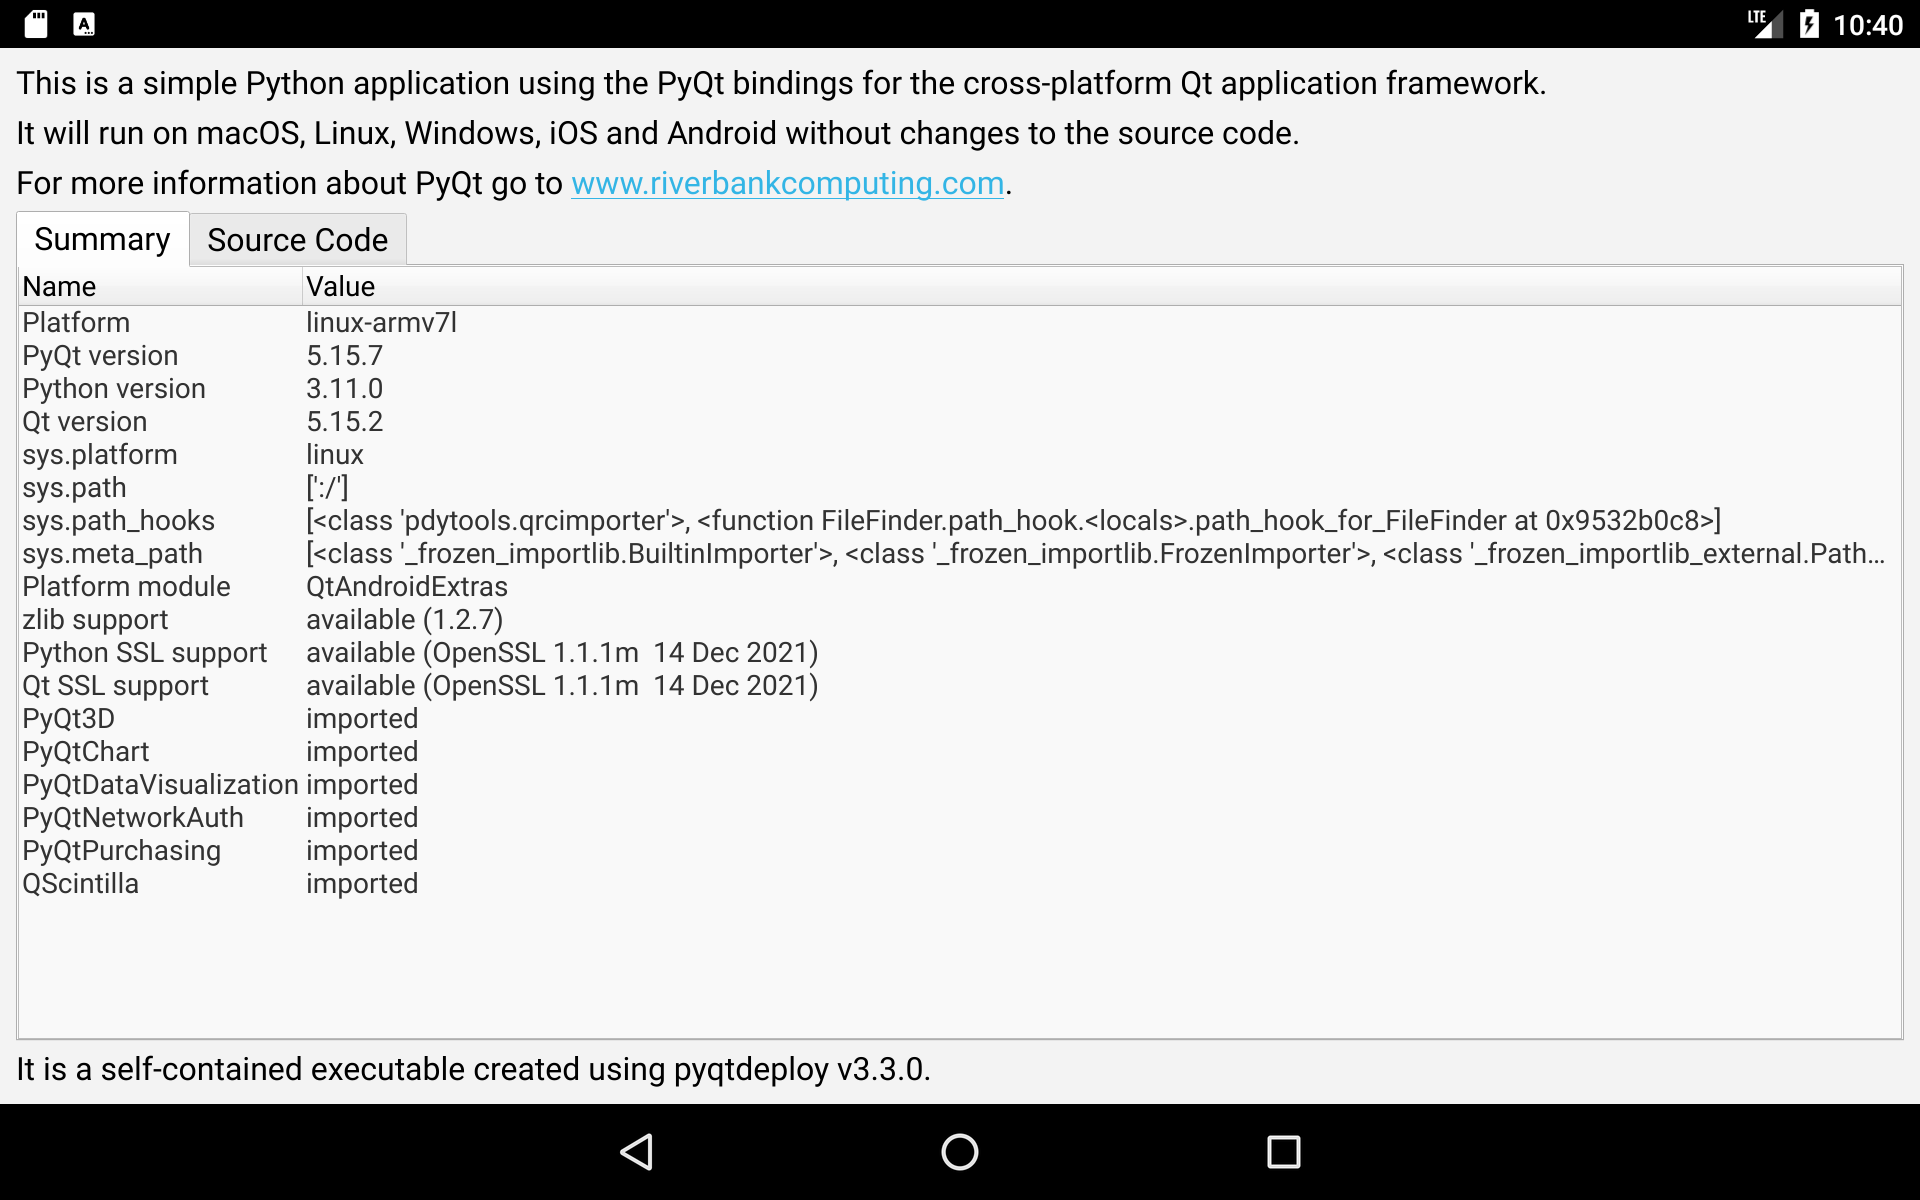 LTE 10:40
This is a simple Python application using the PyQt bindings for the cross-platform Qt application framework.
It will run on macOS, Linux, Windows, iOS and Android without changes to the source code.
For more information about PyQt go to www.riverbankcomputing.com.
Summary Source Code
Name Value
Platform linux-armv7l
PyQt version 5.15.7
Python version 3.11.0
Qt version 5.15.2
sys.platform linux
sys.path [':/']
sys.path_hooks [<class 'pdytools.qrcimporter'>, <function FileFinder.path_hook.<locals>.path_hook_for_FileFinder at 0x9532b0c8>]
sys.meta_path [<class '_frozen_importlib.BuiltinImporter'>, <class '_frozen_importlib.FrozenImporter'>, <class '_frozen_importlib_external.Path…
Platform module QtAndroidExtras
zlib support available (1.2.7)
Python SSL support available (OpenSSL 1.1.1m  14 Dec 2021)
Qt SSL support available (OpenSSL 1.1.1m  14 Dec 2021)
PyQt3D imported
PyQtChart imported
PyQtDataVisualization imported
PyQtNetworkAuth imported
PyQtPurchasing imported
QScintilla imported
It is a self-contained executable created using pyqtdeploy v3.3.0.